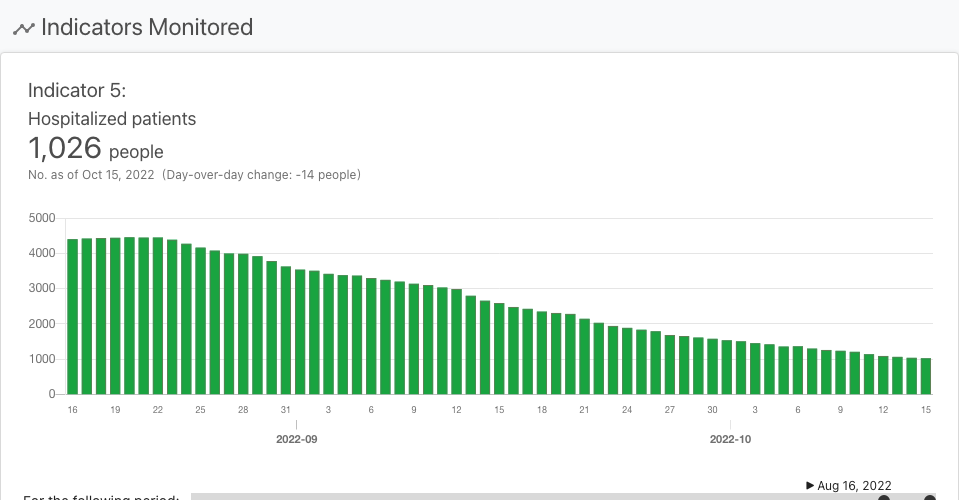 Indicators Monitored
Indicator 5:
Hospitalized patients
1,026 people
No. as of Oct 15, 2022 (Day-over-day change: -14 people)
5000
4000
3000
2000
1000
0
16 19 22 25 28 31 3 6 9 12 15 18 21 24 27 30 3 6 9 12 15
2022-09 2022-10
▶ Aug 16, 2022
For the following period: